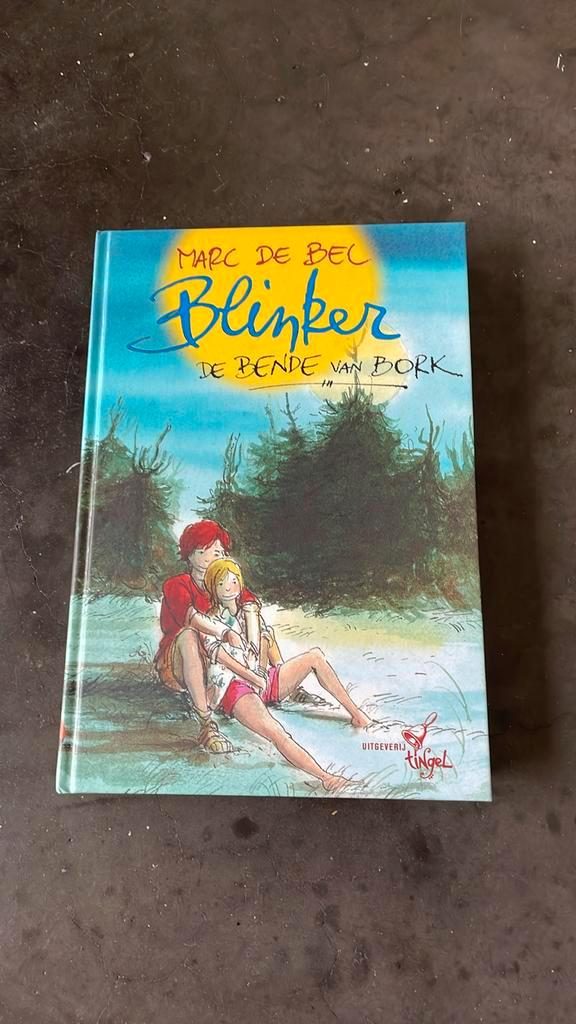 MARC DE BEL
Blinker
DE BENDE VAN BORK
UITGEVERIJ
tingel